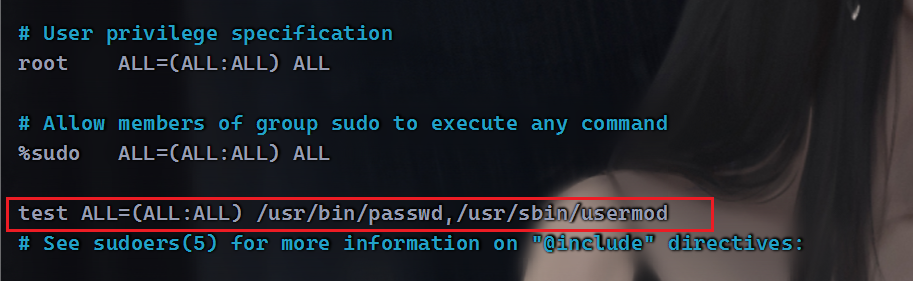 # User privilege specification
root    ALL=(ALL:ALL) ALL
# Allow members of group sudo to execute any command
%sudo   ALL=(ALL:ALL) ALL
test ALL=(ALL:ALL) /usr/bin/passwd,/usr/sbin/usermod
# See sudoers(5) for more information on "@include" directives: